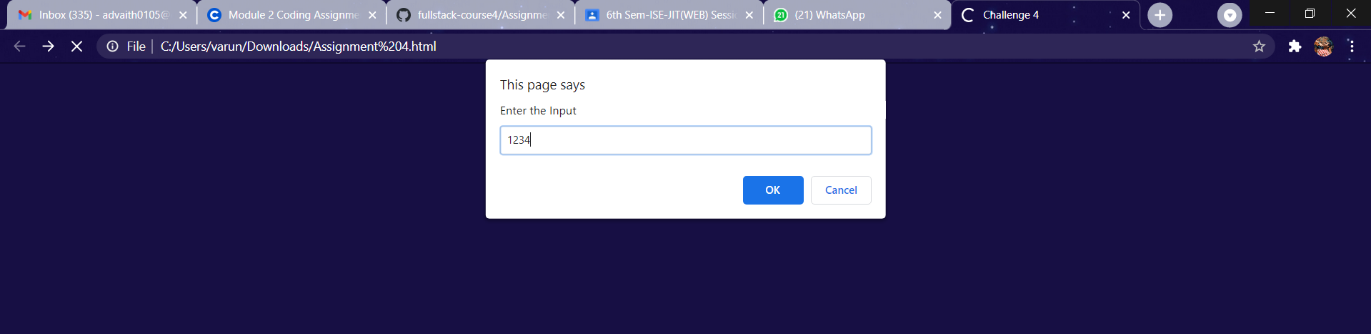 Inbox (335) - advaith0105@
Module 2 Coding Assignme
fullstack-course4/Assignme
6th Sem-ISE-JIT(WEB) Sessi
(21) WhatsApp
Challenge 4
File
C:/Users/varun/Downloads/Assignment%204.html
This page says
Enter the Input
1234
OK
Cancel